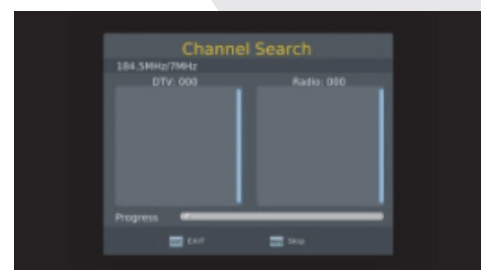 Channel Search
184.5MHz/7MHz
DTV: 000 Radio: 000
Progress
EXIT Skip